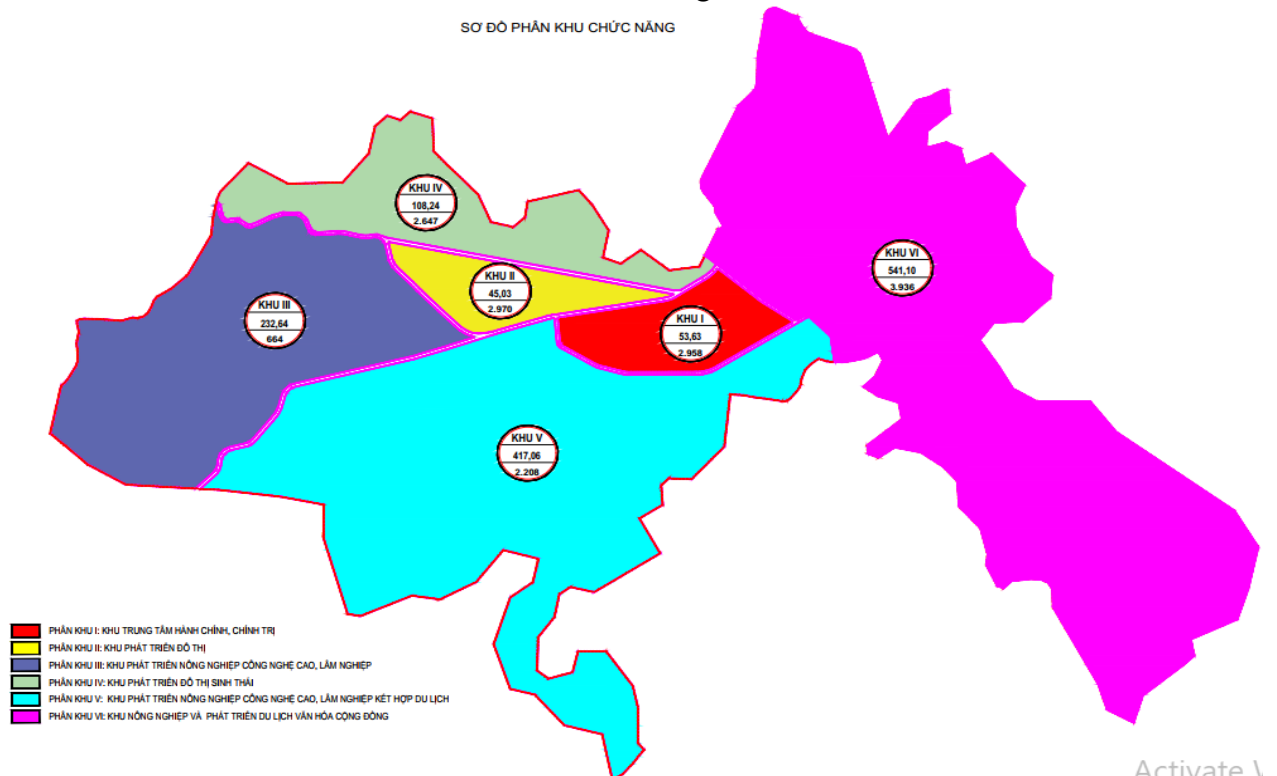 SƠ ĐỒ PHÂN KHU CHỨC NĂNG
KHU IV
108,24
2.647
KHU VI
541,10
3.936
KHU II
45,03
2.970
KHU III
232,64
664
KHU I
53,63
2.958
KHU V
417,06
2.208
PHÂN KHU I: KHU TRUNG TÂM HÀNH CHÍNH, CHÍNH TRỊ
PHÂN KHU II: KHU PHÁT TRIỂN ĐÔ THỊ
PHÂN KHU III: KHU PHÁT TRIỂN NÔNG NGHIỆP CÔNG NGHỆ CAO, LÂM NGHIỆP
PHÂN KHU IV: KHU PHÁT TRIỂN ĐÔ THỊ SINH THÁI
PHÂN KHU V: KHU PHÁT TRIỂN NÔNG NGHIỆP CÔNG NGHỆ CAO, LÂM NGHIỆP KẾT HỢP DU LỊCH
PHÂN KHU VI: KHU NÔNG NGHIỆP VÀ PHÁT TRIỂN DU LỊCH VĂN HÓA CỘNG ĐỒNG
Activate